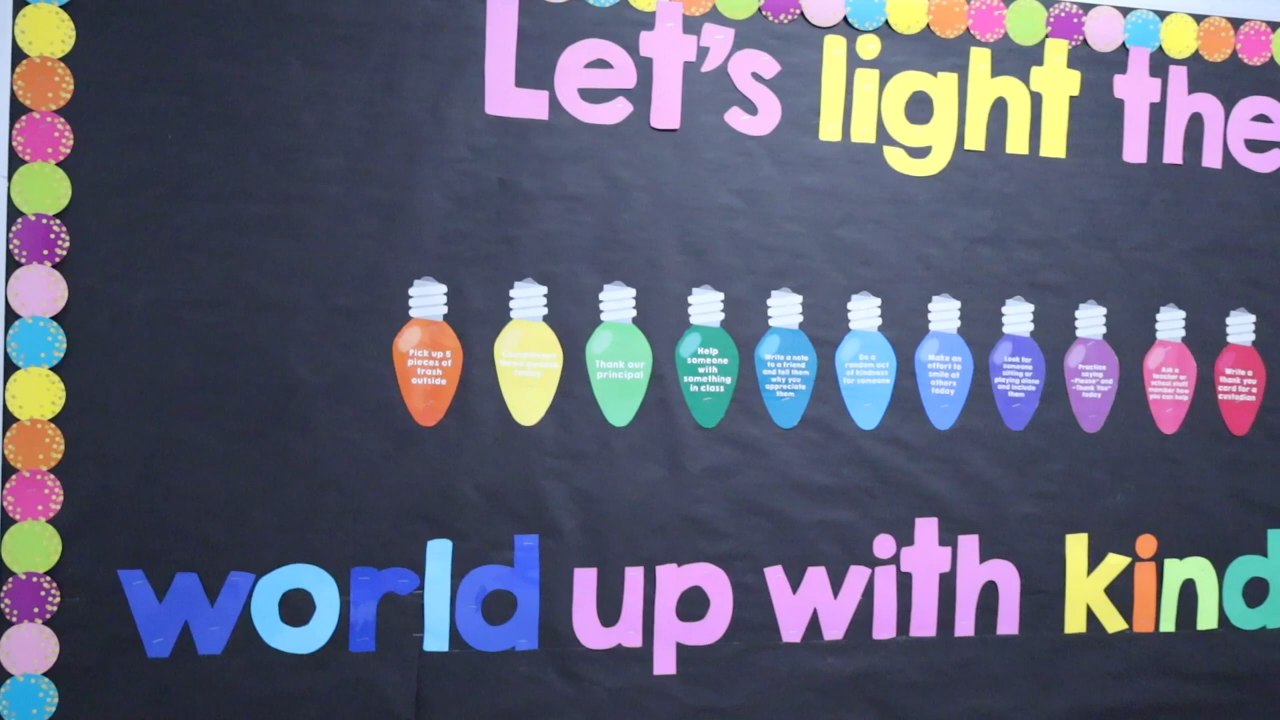 Let's light the
Pick up 5
pieces of
trash
outside
Thank our
principal
Help
someone
with
something
in class
Write a note
to a friend
and tell them
why you
appreciate
them
Do a
random act
of kindness
for someone
Make an
effort to
smile at
others
today
Look for
someone
sitting or
playing alone
and include
them
Practice
saying
"Please" and
"Thank You"
today
Ask a
teacher or
school staff
member how
you can help
Write a
thank you
card for a
custodian
world up with kind